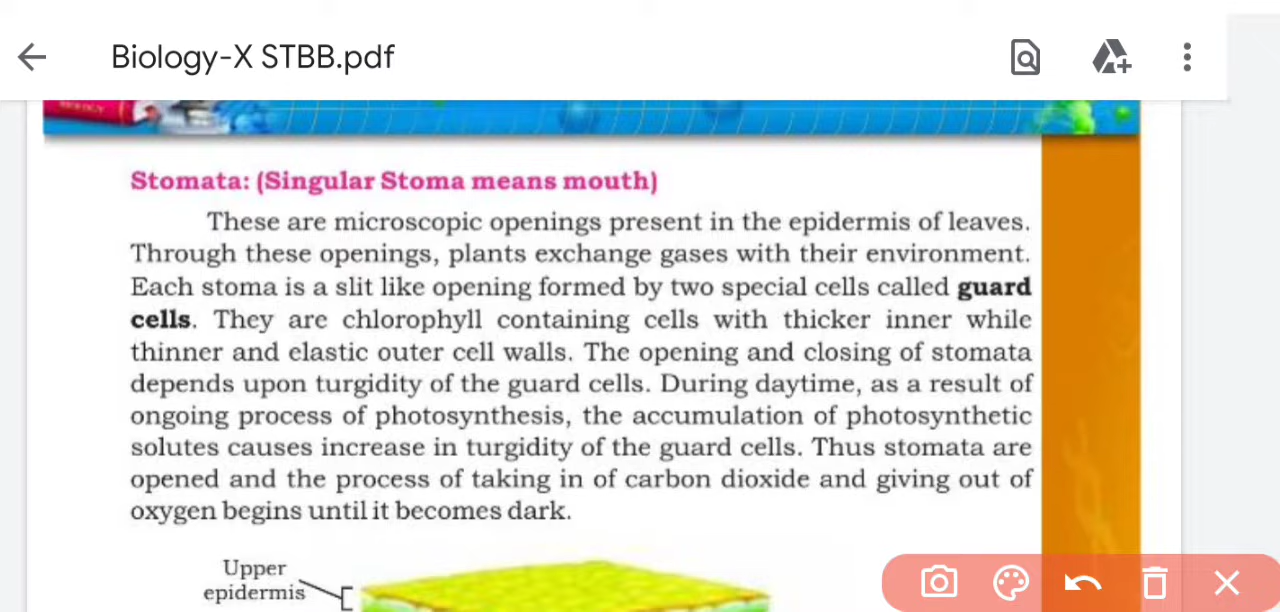 Biology-X STBB.pdf
Stomata: (Singular Stoma means mouth)
These are microscopic openings present in the epidermis of leaves.
Through these openings, plants exchange gases with their environment.
Each stoma is a slit like opening formed by two special cells called guard
cells. They are chlorophyll containing cells with thicker inner while
thinner and elastic outer cell walls. The opening and closing of stomata
depends upon turgidity of the guard cells. During daytime, as a result of
ongoing process of photosynthesis, the accumulation of photosynthetic
solutes causes increase in turgidity of the guard cells. Thus stomata are
opened and the process of taking in of carbon dioxide and giving out of
oxygen begins until it becomes dark.
Upper
epidermis